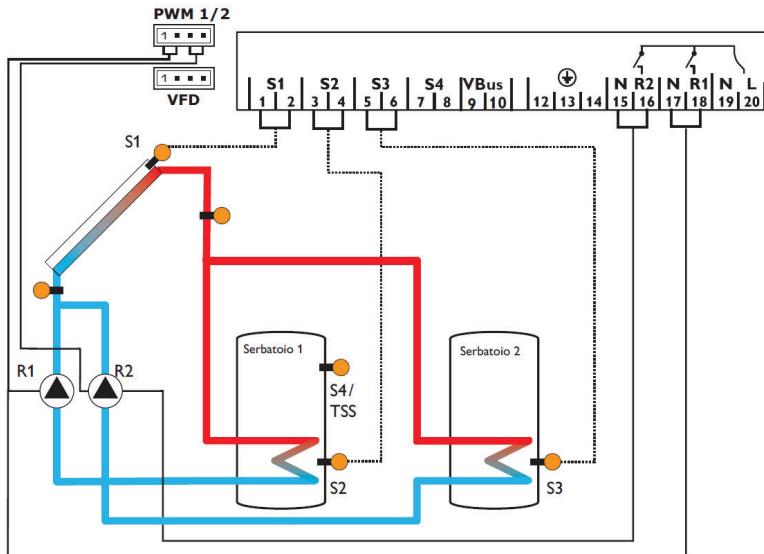 PWM 1/2
1
1
VFD
S1 S2 S3 S4 VBus N R2 N R1 N L
1 2 3 4 5 6 7 8 9 10 12 13 14 15 16 17 18 19 20
S1
Serbatoio 1
Serbatoio 2
R1
R2
S4/
TSS
S2
S3